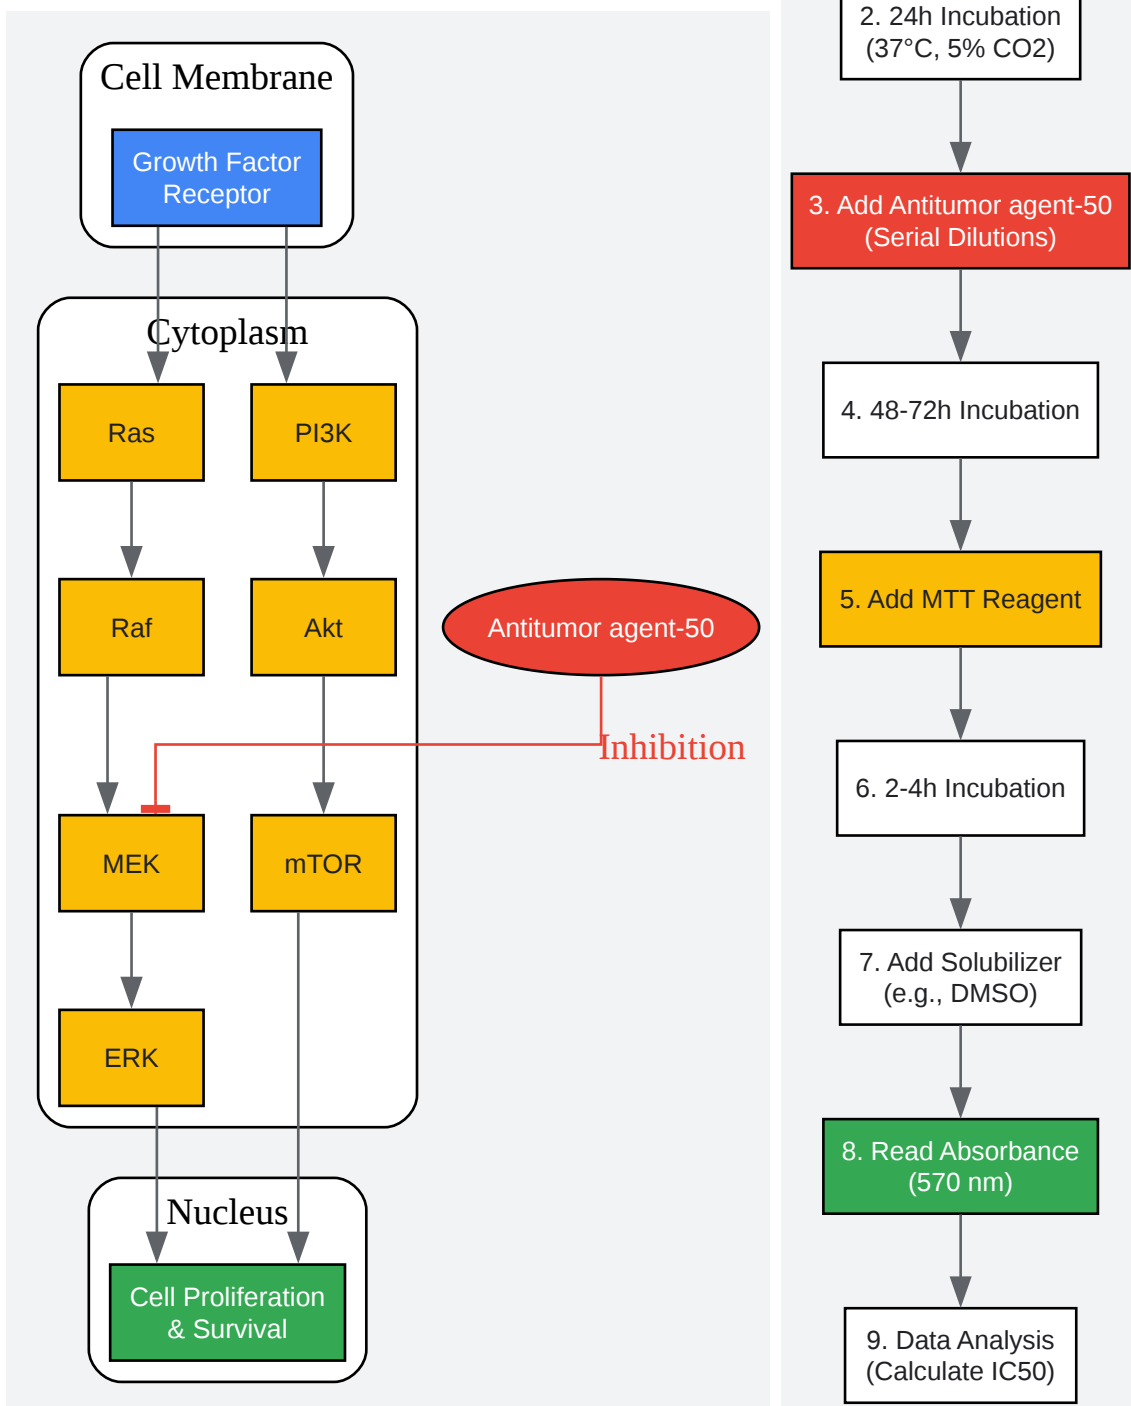 Cell Membrane
Growth Factor
Receptor
Cytoplasm
Ras
PI3K
Raf
Akt
Antitumor agent-50
Inhibition
MEK
mTOR
ERK
Nucleus
Cell Proliferation
& Survival
2. 24h Incubation
(37°C, 5% CO2)
3. Add Antitumor agent-50
(Serial Dilutions)
4. 48-72h Incubation
5. Add MTT Reagent
6. 2-4h Incubation
7. Add Solubilizer
(e.g., DMSO)
8. Read Absorbance
(570 nm)
9. Data Analysis
(Calculate IC50)